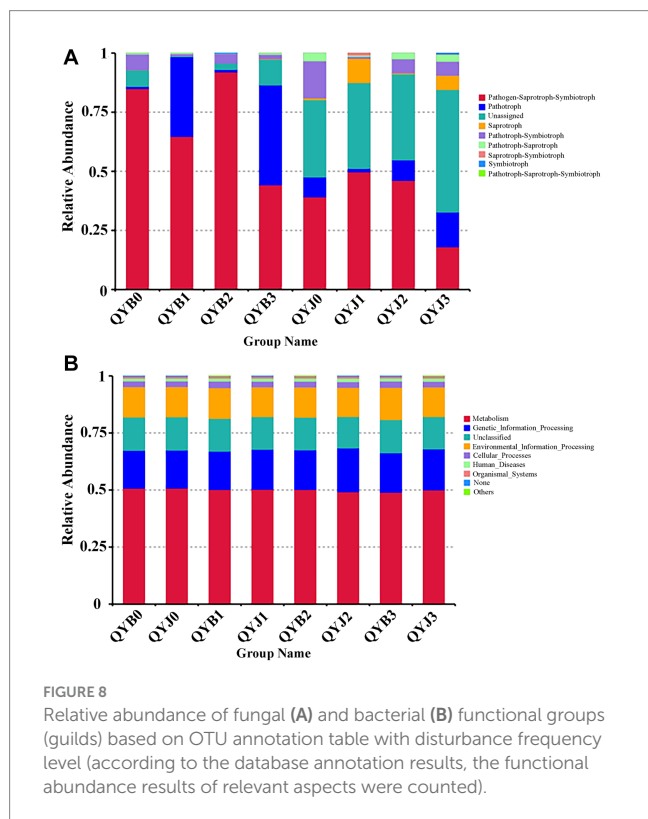 A
1
0.75
0.5
0.25
0
Relative Abundance
QYB0
QYB1
QYB2
QYB3
QYJ0
QYJ1
QYJ2
QYJ3
Group Name
Pathogen-Saprotroph-Symbiotroph
Pathotroph
Unassigned
Saprotroph
Pathotroph-Symbiotroph
Pathotroph-Saprotroph
Saprotroph-Symbiotroph
Symbiotroph
Pathotroph-Saprotroph-Symbiotroph
B
1
0.75
0.5
0.25
0
Relative Abundance
QYB0
QYJ0
QYB1
QYJ1
QYB2
QYJ2
QYB3
QYJ3
Group Name
Metabolism
Genetic_Information_Processing
Unclassified
Environmental_Information_Processing
Cellular_Processes
Human_Diseases
Organismal_Systems
None
Others
FIGURE 8
Relative abundance of fungal (A) and bacterial (B) functional groups
(guilds) based on OTU annotation table with disturbance frequency
level (according to the database annotation results, the functional
abundance results of relevant aspects were counted).